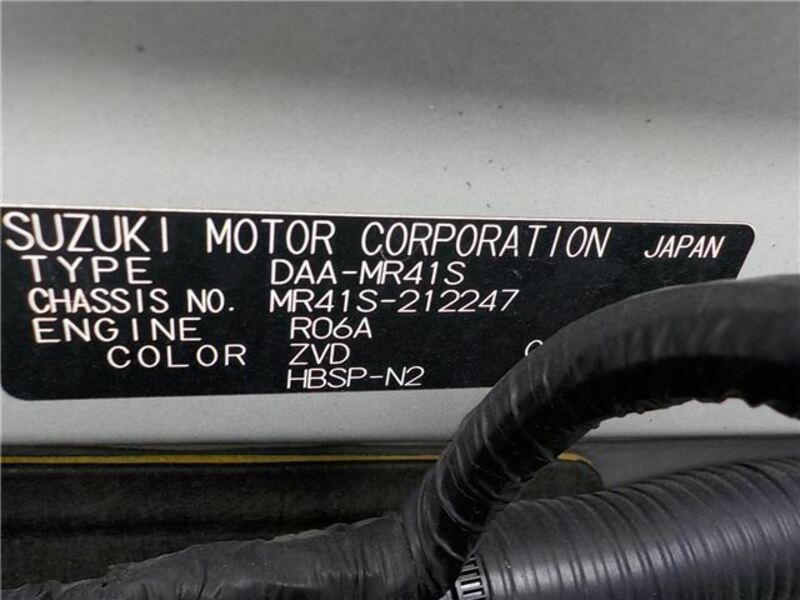 SUZUKI MOTOR CORPORATION JAPAN
TYPE DAA-MR41S
CHASSIS NO. MR41S-212247
ENGINE R06A
COLOR ZVD
HBSP-N2